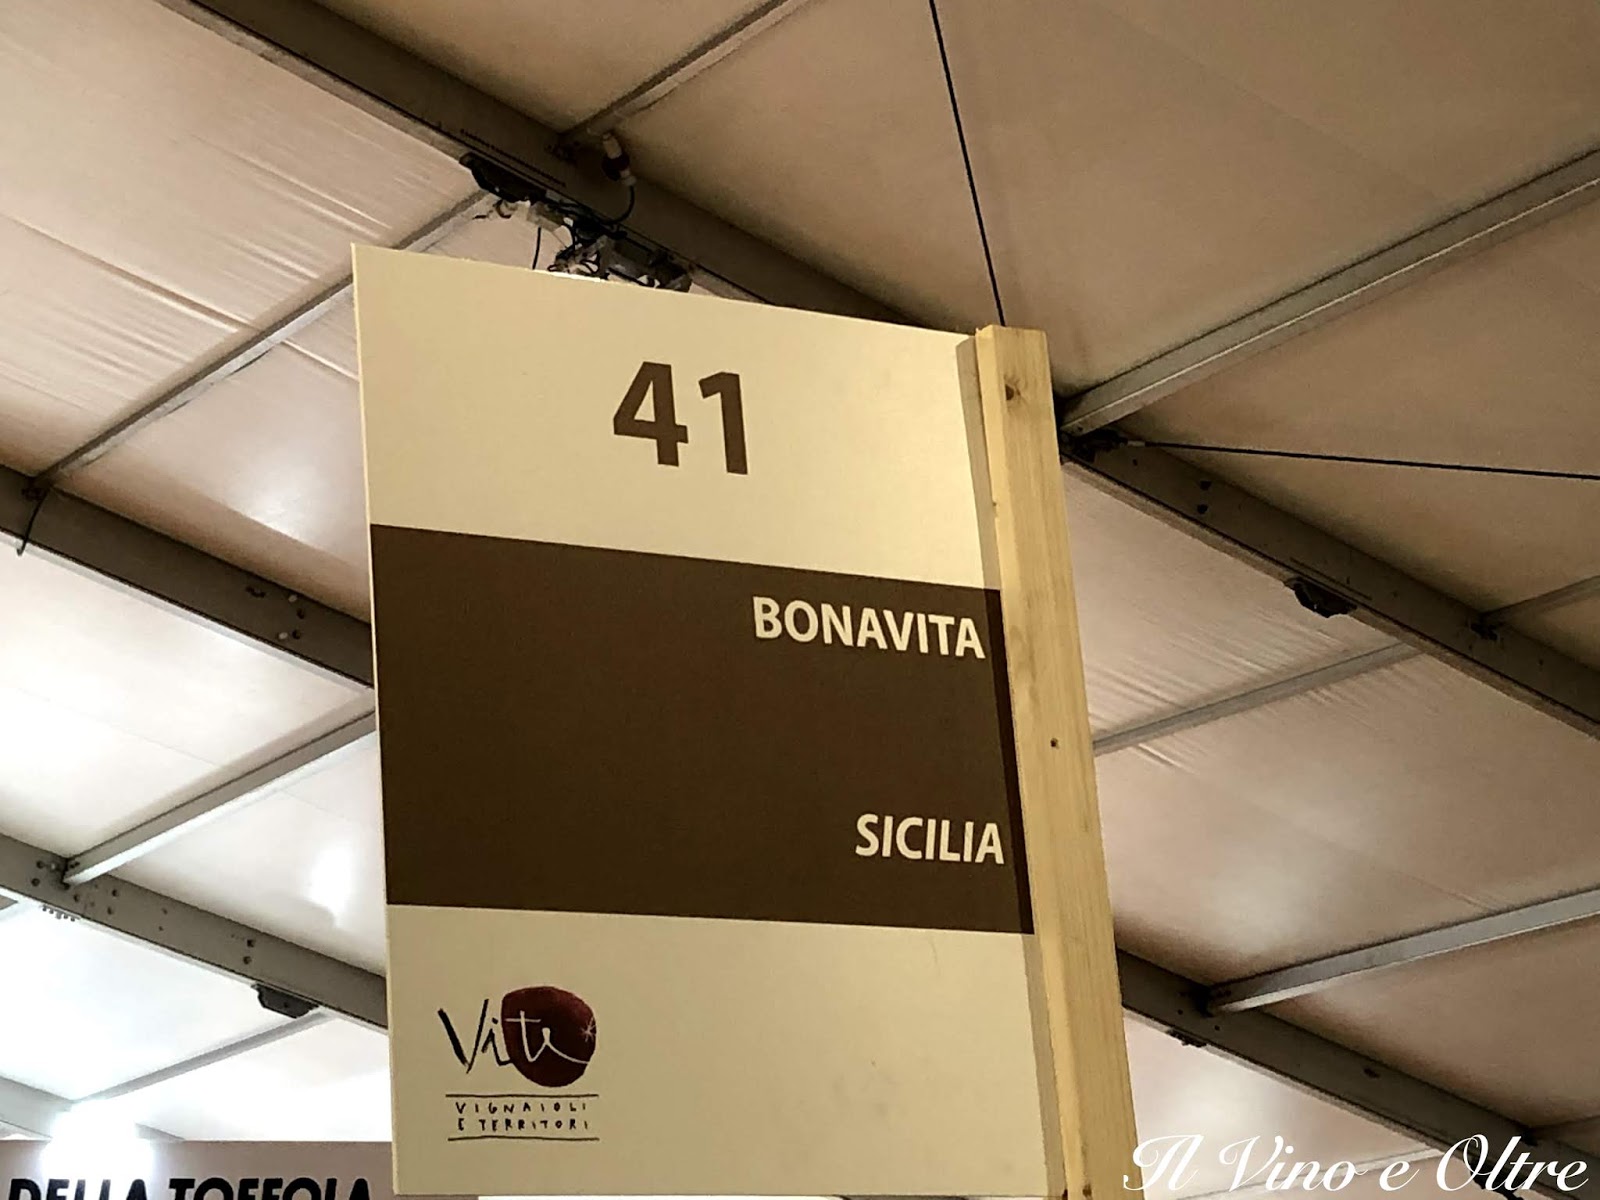 41
BONAVITA
SICILIA
Vite
VIGNAIOLI
E TERRITORI
DELLA TOFFOLA
Il Vino e Oltre